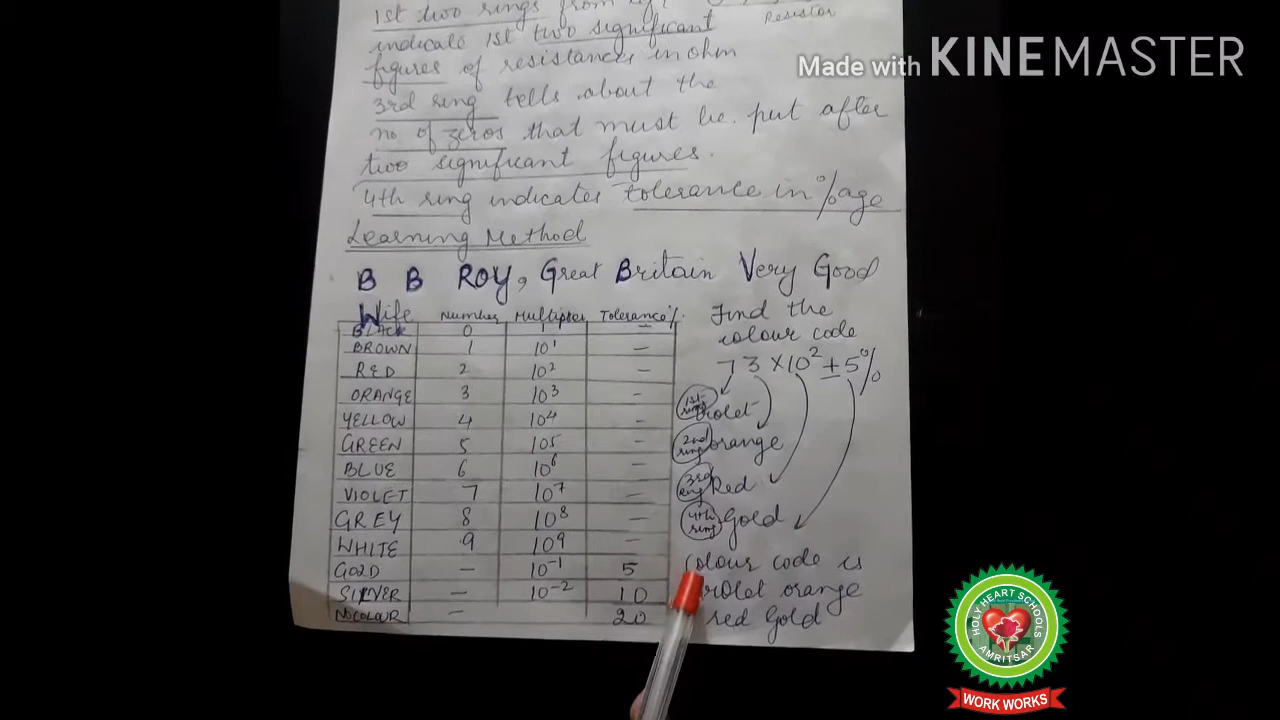 1st two rings from
Resistor
indicate 1st two significant
figures of resistances in ohm
3rd ring tells about the
no of zeros that must be put after
two significant figures.
4th ring indicates tolerance in %age
Learning Method
B B ROY, Great Britain Very Good
Wife
Number Multiplier Tolerance %
BLACK 0 1 –
BROWN 1 10¹ –
RED 2 10² –
ORANGE 3 10³ –
YELLOW 4 10⁴ –
GREEN 5 10⁵ –
BLUE 6 10⁶ –
VIOLET 7 10⁷ –
GREY 8 10⁸ –
WHITE 9 10⁹ –
GOLD – 10⁻¹ 5
SILVER – 10⁻² 10
NO COLOUR – 20
Find the
colour code
73 × 10² ± 5%
1st ring Violet
2nd ring orange
3rd ring Red
4th ring Gold
colour code is
violet orange
red Gold
Made with KINEMASTER
HOLY HEART SCHOOLS
AMRITSAR
WORK WORKS